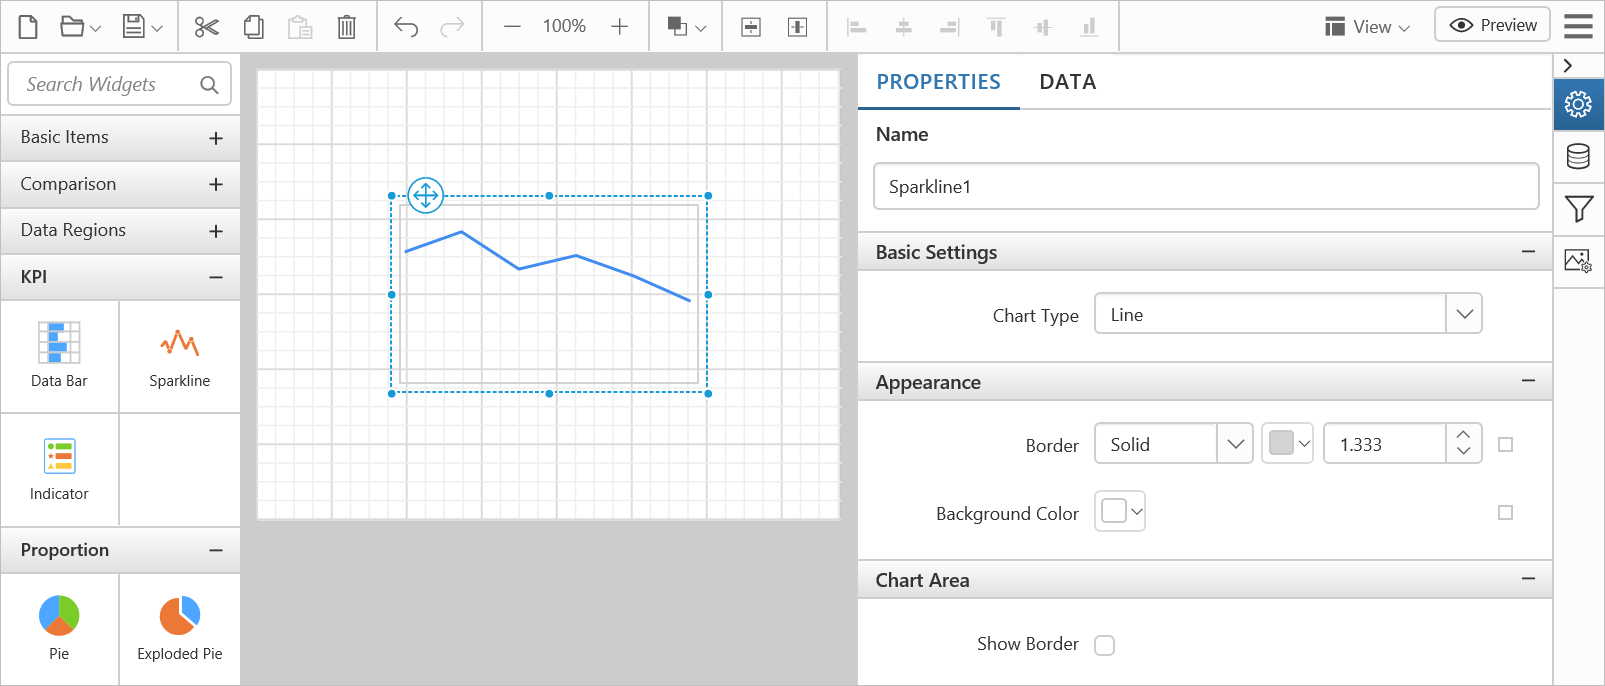 100%
View
Preview
Search Widgets
Basic Items
Comparison
Data Regions
KPI
Data Bar
Sparkline
Indicator
Proportion
Pie
Exploded Pie
PROPERTIES
DATA
Name
Sparkline1
Basic Settings
Chart Type
Line
Appearance
Border
Solid
1.333
Background Color
Chart Area
Show Border